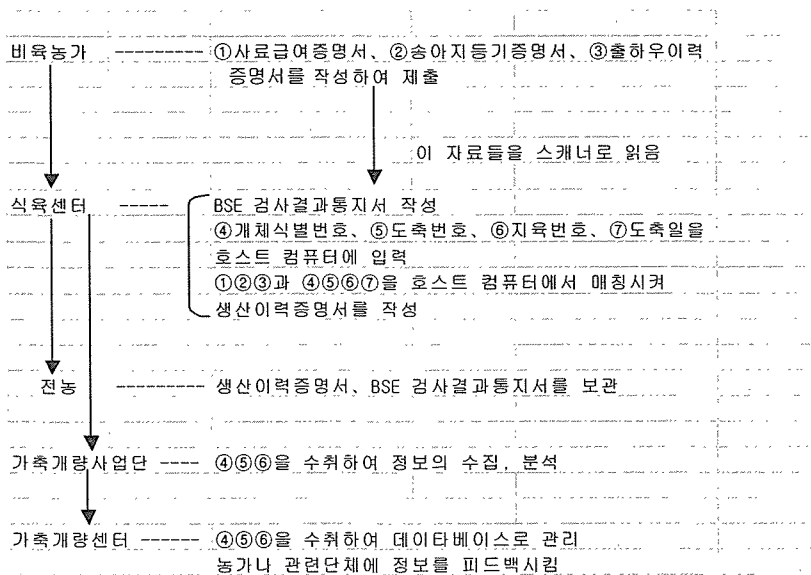 비육농가 --------- ①사료급여증명서、②송아지등기증명서、③출하우이력
증명서를 작성하여 제출
이 자료들을 스캐너로 읽음
식육센터 ----- BSE 검사결과통지서 작성
④개체식별번호、⑤도축번호、⑥지육번호、⑦도축일을
호스트 컴퓨터에 입력
①②③과 ④⑤⑥⑦을 호스트 컴퓨터에서 매칭시켜
생산이력증명서를 작성
전농 --------- 생산이력증명서、BSE 검사결과통지서를 보관
가축개량사업단 ---- ④⑤⑥을 수취하여 정보의 수집, 분석
가축개량센터 ------ ④⑤⑥을 수취하여 데이타베이스로 관리
농가나 관련단체에 정보를 피드백시킴